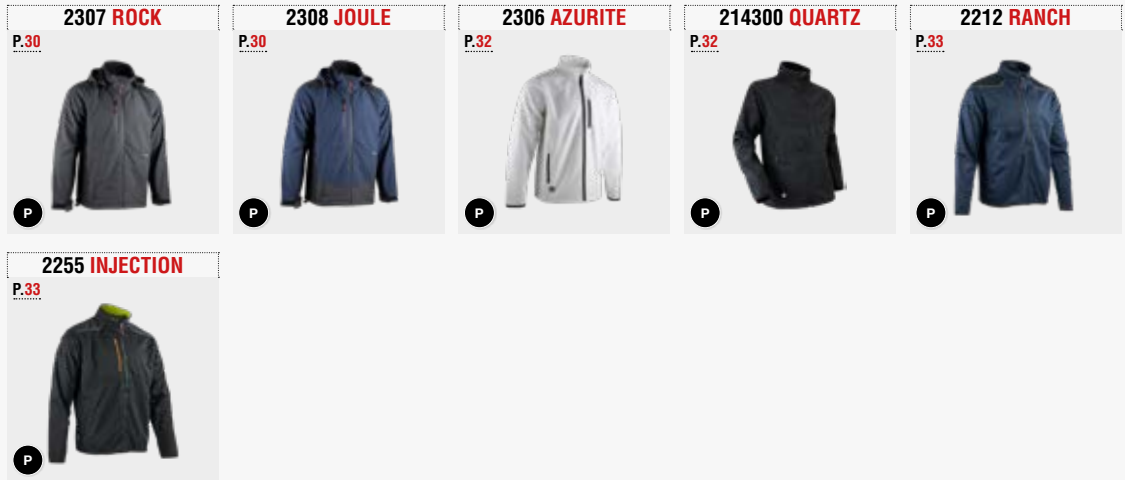 2307 ROCK
P.30
P
2308 JOULE
P.30
P
2306 AZURITE
P.32
P
214300 QUARTZ
P.32
P
2212 RANCH
P.33
P
2255 INJECTION
P.33
P